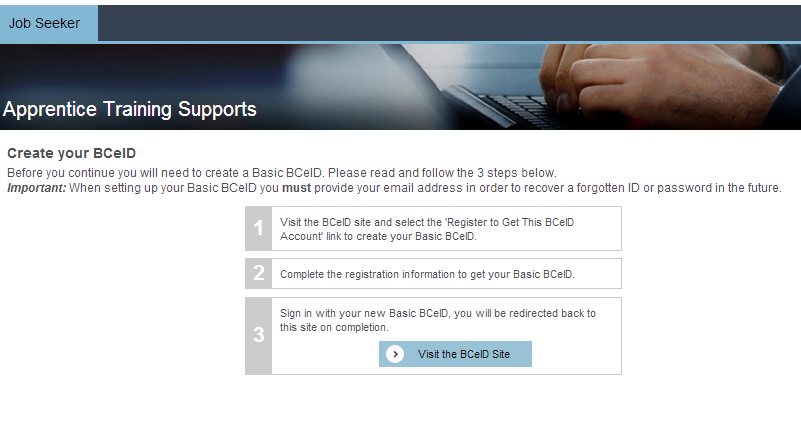 Job Seeker
Apprentice Training Supports
Create your BCeID
Before you continue you will need to create a Basic BCeID. Please read and follow the 3 steps below.
Important: When setting up your Basic BCeID you must provide your email address in order to recover a forgotten ID or password in the future.
1
Visit the BCeID site and select the 'Register to Get This BCeID
Account' link to create your Basic BCeID.
2
Complete the registration information to get your Basic BCeID.
3
Sign in with your new Basic BCeID, you will be redirected back to
this site on completion.
Visit the BCeID Site